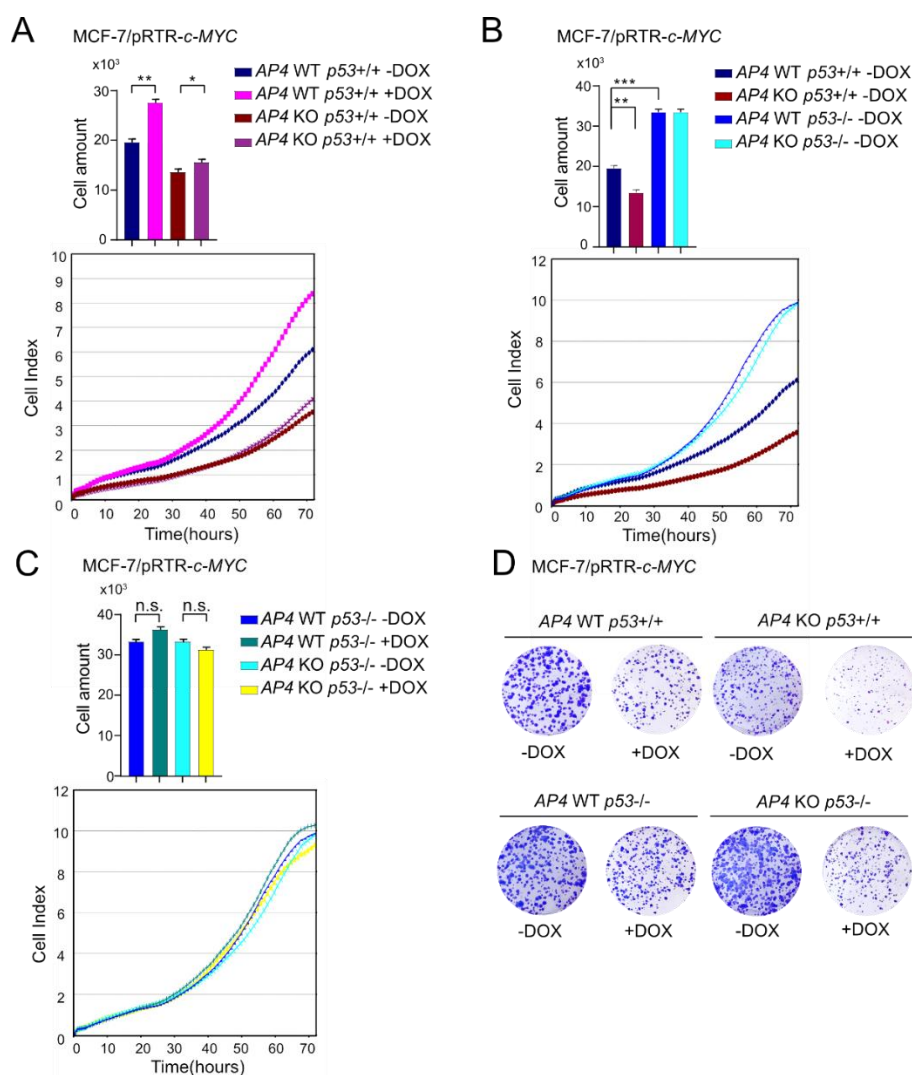 A
MCF-7/pRTR-c-MYC
x10³
30
20
10
0
Cell amount
**
*
AP4 WT p53+/+ -DOX
AP4 WT p53+/+ +DOX
AP4 KO p53+/+ -DOX
AP4 KO p53+/+ +DOX
10
9
8
7
6
5
4
3
2
1
0
Cell Index
0 10 20 30 40 50 60 70
Time(hours)
B
MCF-7/pRTR-c-MYC
x10³
40
30
20
10
0
Cell amount
***
**
AP4 WT p53+/+ -DOX
AP4 KO p53+/+ -DOX
AP4 WT p53-/- -DOX
AP4 KO p53-/- -DOX
12
10
8
6
4
2
0
Cell Index
0 10 20 30 40 50 60 70
Time(hours)
C
MCF-7/pRTR-c-MYC
x10³
40
30
20
10
0
Cell amount
n.s. n.s.
AP4 WT p53-/- -DOX
AP4 WT p53-/- +DOX
AP4 KO p53-/- -DOX
AP4 KO p53-/- +DOX
12
10
8
6
4
2
0
Cell Index
0 10 20 30 40 50 60 70
Time(hours)
D
MCF-7/pRTR-c-MYC
AP4 WT p53+/+ AP4 KO p53+/+
-DOX +DOX -DOX +DOX
AP4 WT p53-/- AP4 KO p53-/-
-DOX +DOX -DOX +DOX